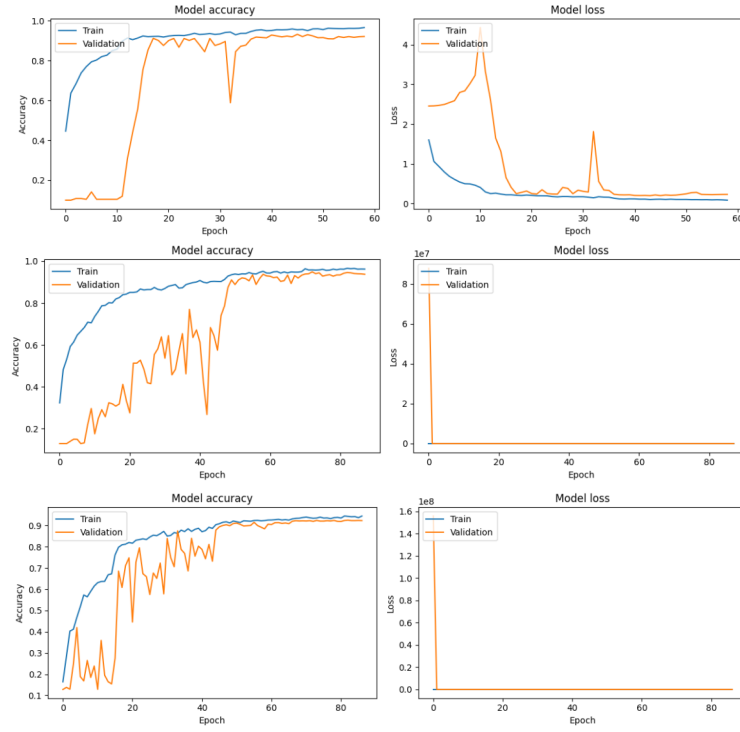 Model accuracy
Model loss
1.0
0.8
0.6
0.4
0.2
Accuracy
Train
Validation
0 10 20 30 40 50 60
Epoch
4
3
2
1
0
Loss
Train
Validation
0 10 20 30 40 50 60
Epoch
Model accuracy
Model loss
1.0
0.8
0.6
0.4
0.2
Accuracy
Train
Validation
0 20 40 60 80
Epoch
1e7
8
6
4
2
0
Loss
Train
Validation
0 20 40 60 80
Epoch
Model accuracy
Model loss
0.9
0.8
0.7
0.6
0.5
0.4
0.3
0.2
0.1
Accuracy
Train
Validation
0 20 40 60 80
Epoch
1e8
1.6
1.4
1.2
1.0
0.8
0.6
0.4
0.2
0.0
Loss
Train
Validation
0 20 40 60 80
Epoch